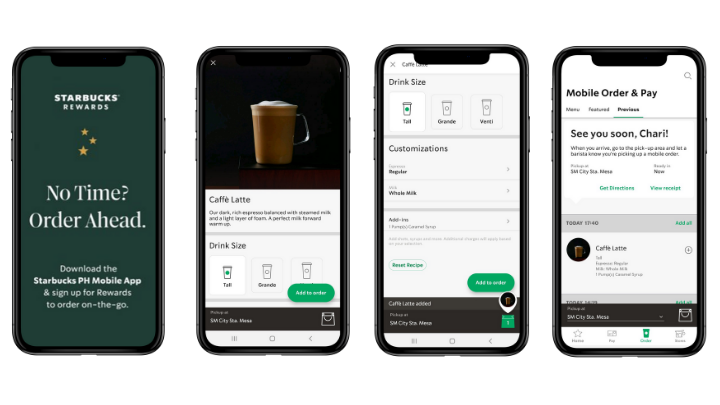 STARBUCKS®
REWARDS
No Time?
Order Ahead.
Download the
Starbucks PH Mobile App
& sign up for Rewards
to order on-the-go.
Caffè Latte
Our dark, rich espresso balanced with steamed milk
and a light layer of foam. A perfect milk forward
warm up.
Drink Size
Tall
Grande
Add to order
Pickup at
SM City Sta. Mesa
Caffè Latte
Drink Size
Tall
Grande
Venti
Customizations
Espresso
Regular
Milk
Whole Milk
Add-ins
1 Pump(s) Caramel Syrup
Reset Recipe
Add to order
Caffè Latte added
Pickup at
SM City Sta. Mesa
1
Mobile Order & Pay
Menu
Featured
Previous
See you soon, Chari!
When you arrive, go to the pick-up area and let a
barista know you're picking up a mobile order.
Pickup at
Ready in
SM City Sta. Mesa
Now
Get Directions
View receipt
TODAY 17:40
Add all
Caffè Latte
Tall
Espresso: Regular
Milk: Whole Milk
1 Pump(s) Caramel Syrup
Add all
Pickup at
SM City Sta. Mesa
Home
Pay
Order
Stores